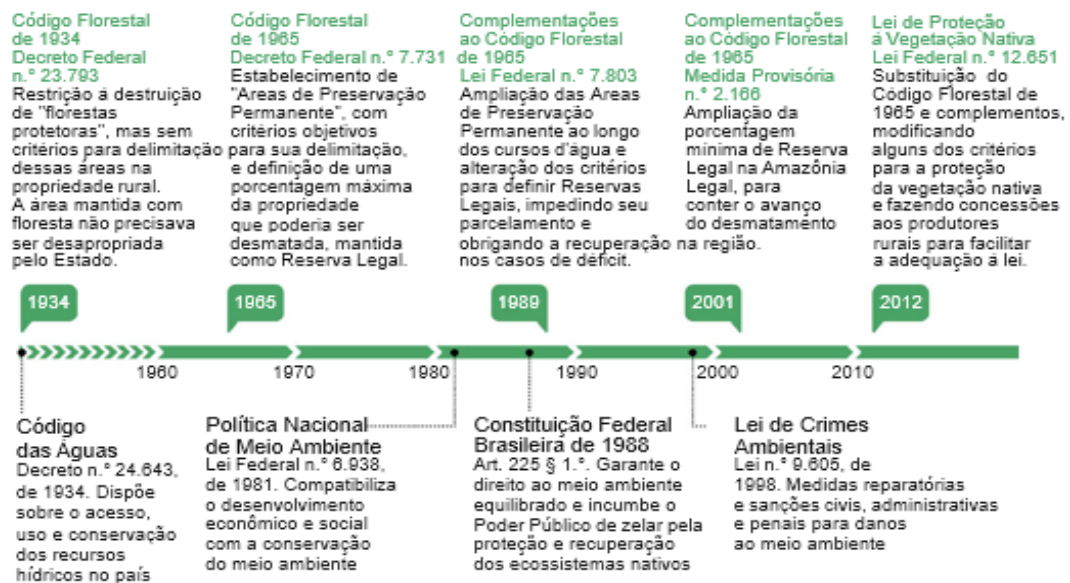 Código Florestal
de 1934
Decreto Federal
n.° 23.793
Restrição á destruição
de "florestas
protetoras", mas sem
critérios para delimitação
dessas áreas na
propriedade rural.
A área mantida com
floresta não precisava
ser desapropriada
pelo Estado.
Código Florestal
de 1965
Decreto Federal n.° 7.731
Estabelecimento de
"Areas de Preservação
Permanente", com
critérios objetivos
para sua delimitação,
e definição de uma
porcentagem máxima
da propriedade
que poderia ser
desmatada, mantida
como Reserva Legal.
Complementações
ao Código Florestal
de 1965
Lei Federal n.° 7.803
Ampliação das Areas
de Preservação
Permanente ao longo
dos cursos d'água e
alteração dos critérios
para definir Reservas
Legais, impedindo seu
parcelamento e
obrigando a recuperação
nos casos de déficit.
Complementações
ao Código Florestal
de 1965
Medida Provisória
n.° 2.166
Ampliação da
porcentagem
mínima de Reserva
Legal na Amazônia
Legal, para
conter o avanço
do desmatamento
na região.
Lei de Proteção
á Vegetação Nativa
Lei Federal n.° 12.651
Substituição do
Código Florestal de
1965 e complementos,
modificando
alguns dos critérios
para a proteção
da vegetação nativa
e fazendo concessões
aos produtores
rurais para facilitar
a adequação á lei.
1934
1965
1989
2001
2012
1960
1970
1980
1990
2000
2010
Código
das Águas
Decreto n.° 24.643,
de 1934. Dispõe
sobre o acesso,
uso e conservação
dos recursos
hídricos no país
Política Nacional
de Meio Ambiente
Lei Federal n.° 6.938,
de 1981. Compatibiliza
o desenvolvimento
econômico e social
com a conservação
do meio ambiente
Constituição Federal
Brasileira de 1988
Art. 225 § 1.°. Garante o
direito ao meio ambiente
equilibrado e incumbe o
Poder Público de zelar pela
proteção e recuperação
dos ecossistemas nativos
Lei de Crimes
Ambientais
Lei n.° 9.605, de
1998. Medidas reparatórias
e sanções civis, administrativas
e penais para danos
ao meio ambiente